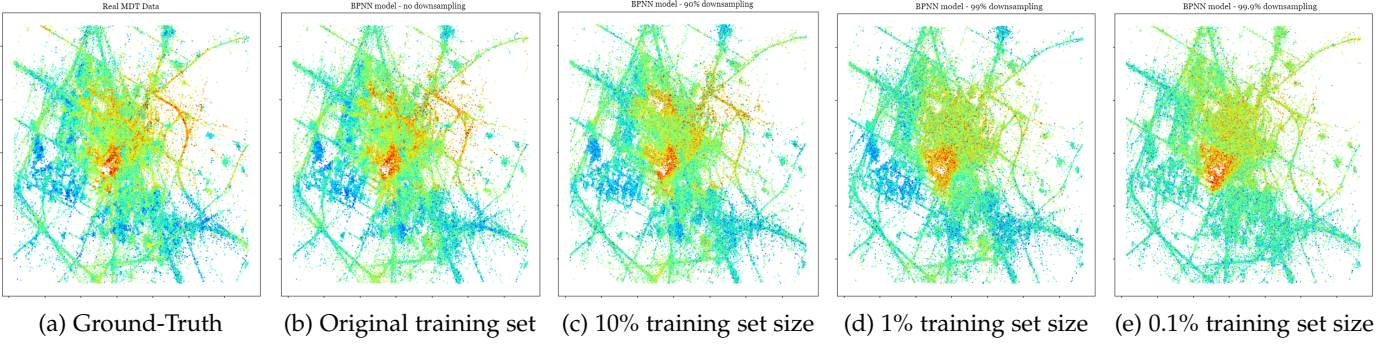 Real MDT Data
BPNN model - no downsampling
BPNN model - 90% downsampling
BPNN model - 99% downsampling
BPNN model - 99.9% downsampling
(a) Ground-Truth
(b) Original training set
(c) 10% training set size
(d) 1% training set size
(e) 0.1% training set size